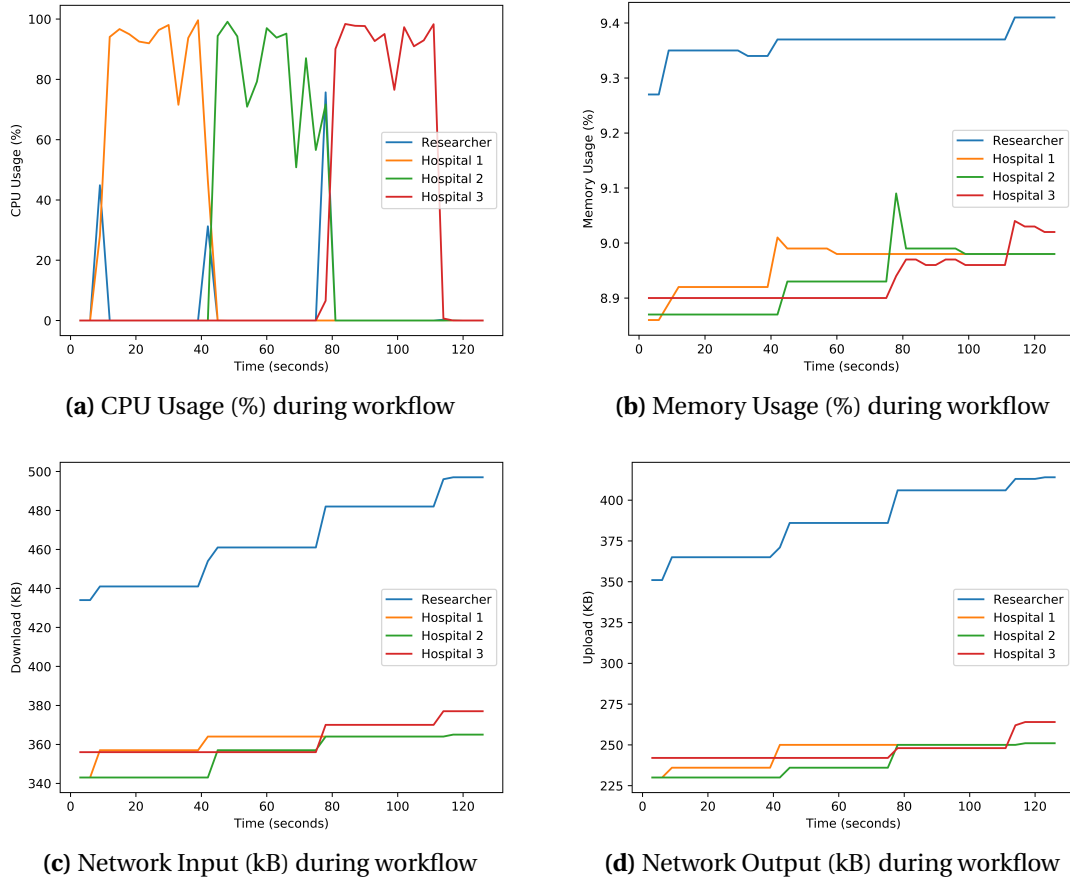 100
80
60
40
20
0
CPU Usage (%)
Researcher
Hospital 1
Hospital 2
Hospital 3
0 20 40 60 80 100 120
Time (seconds)
(a) CPU Usage (%) during workflow
9.4
9.3
9.2
9.1
9.0
8.9
Memory Usage (%)
Researcher
Hospital 1
Hospital 2
Hospital 3
0 20 40 60 80 100 120
Time (seconds)
(b) Memory Usage (%) during workflow
500
480
460
440
420
400
380
360
340
Download (KB)
Researcher
Hospital 1
Hospital 2
Hospital 3
0 20 40 60 80 100 120
Time (seconds)
(c) Network Input (kB) during workflow
400
375
350
325
300
275
250
225
Upload (KB)
Researcher
Hospital 1
Hospital 2
Hospital 3
0 20 40 60 80 100 120
Time (seconds)
(d) Network Output (kB) during workflow